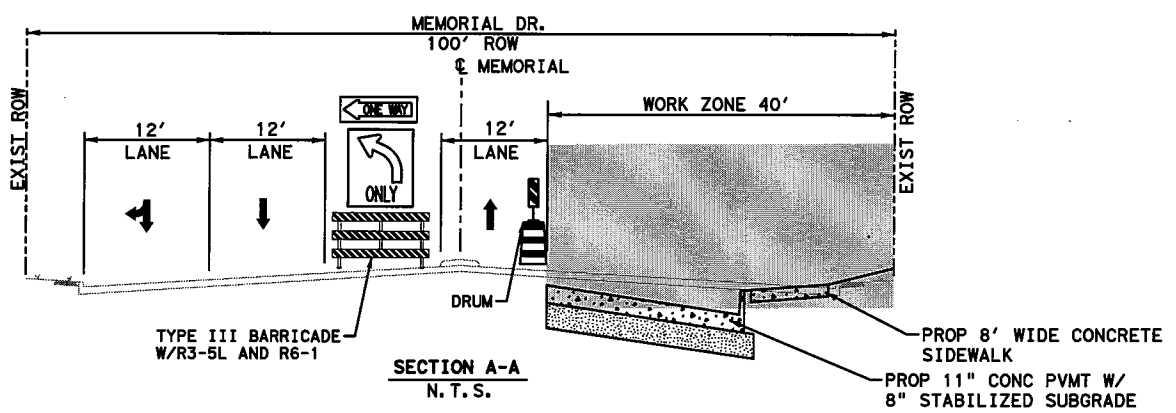 MEMORIAL DR.
100' ROW
℄ MEMORIAL
EXIST ROW
12'
LANE
12'
LANE
ONE WAY
ONLY
12'
LANE
WORK ZONE 40'
EXIST ROW
DRUM
TYPE III BARRICADE
W/R3-5L AND R6-1
SECTION A-A
N.T.S.
PROP 8' WIDE CONCRETE
SIDEWALK
PROP 11" CONC PVMT W/
8" STABILIZED SUBGRADE